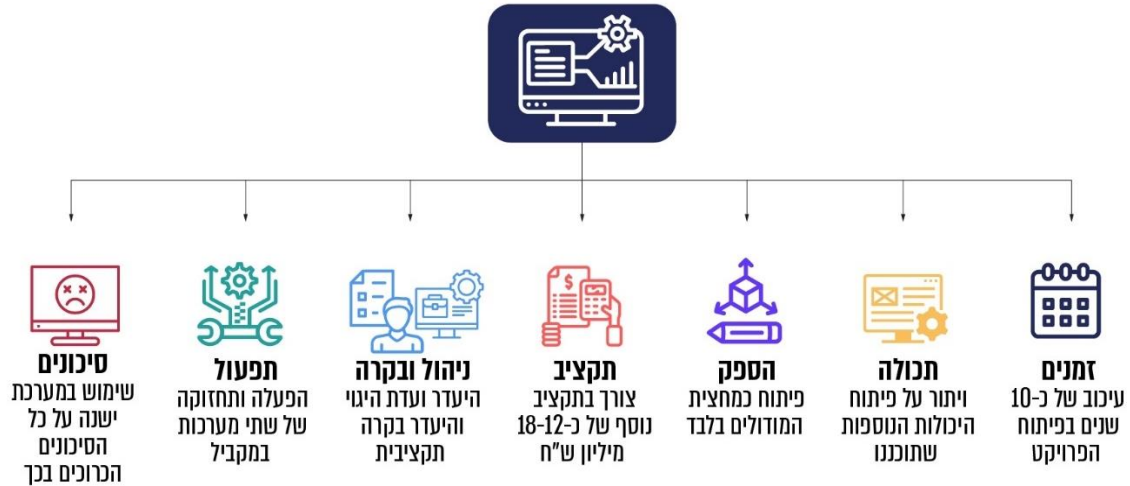 זמנים
עיכוב של כ-10
שנים בפיתוח
הפרויקט
תכולה
ויתור על פיתוח
היכולות הנוספות
שתוכננו
הספק
פיתוח כמחצית
המודולים בלבד
תקציב
צורך בתקציב
נוסף של כ-18-12
מיליון ש"ח
ניהול ובקרה
היעדר ועדת היגוי
והיעדר בקרה
תקציבית
תפעול
הפעלה ותחזוקה
של שתי מערכות
במקביל
סיכונים
שימוש במערכת
ישנה על כל
הסיכונים
הכרוכים בכך